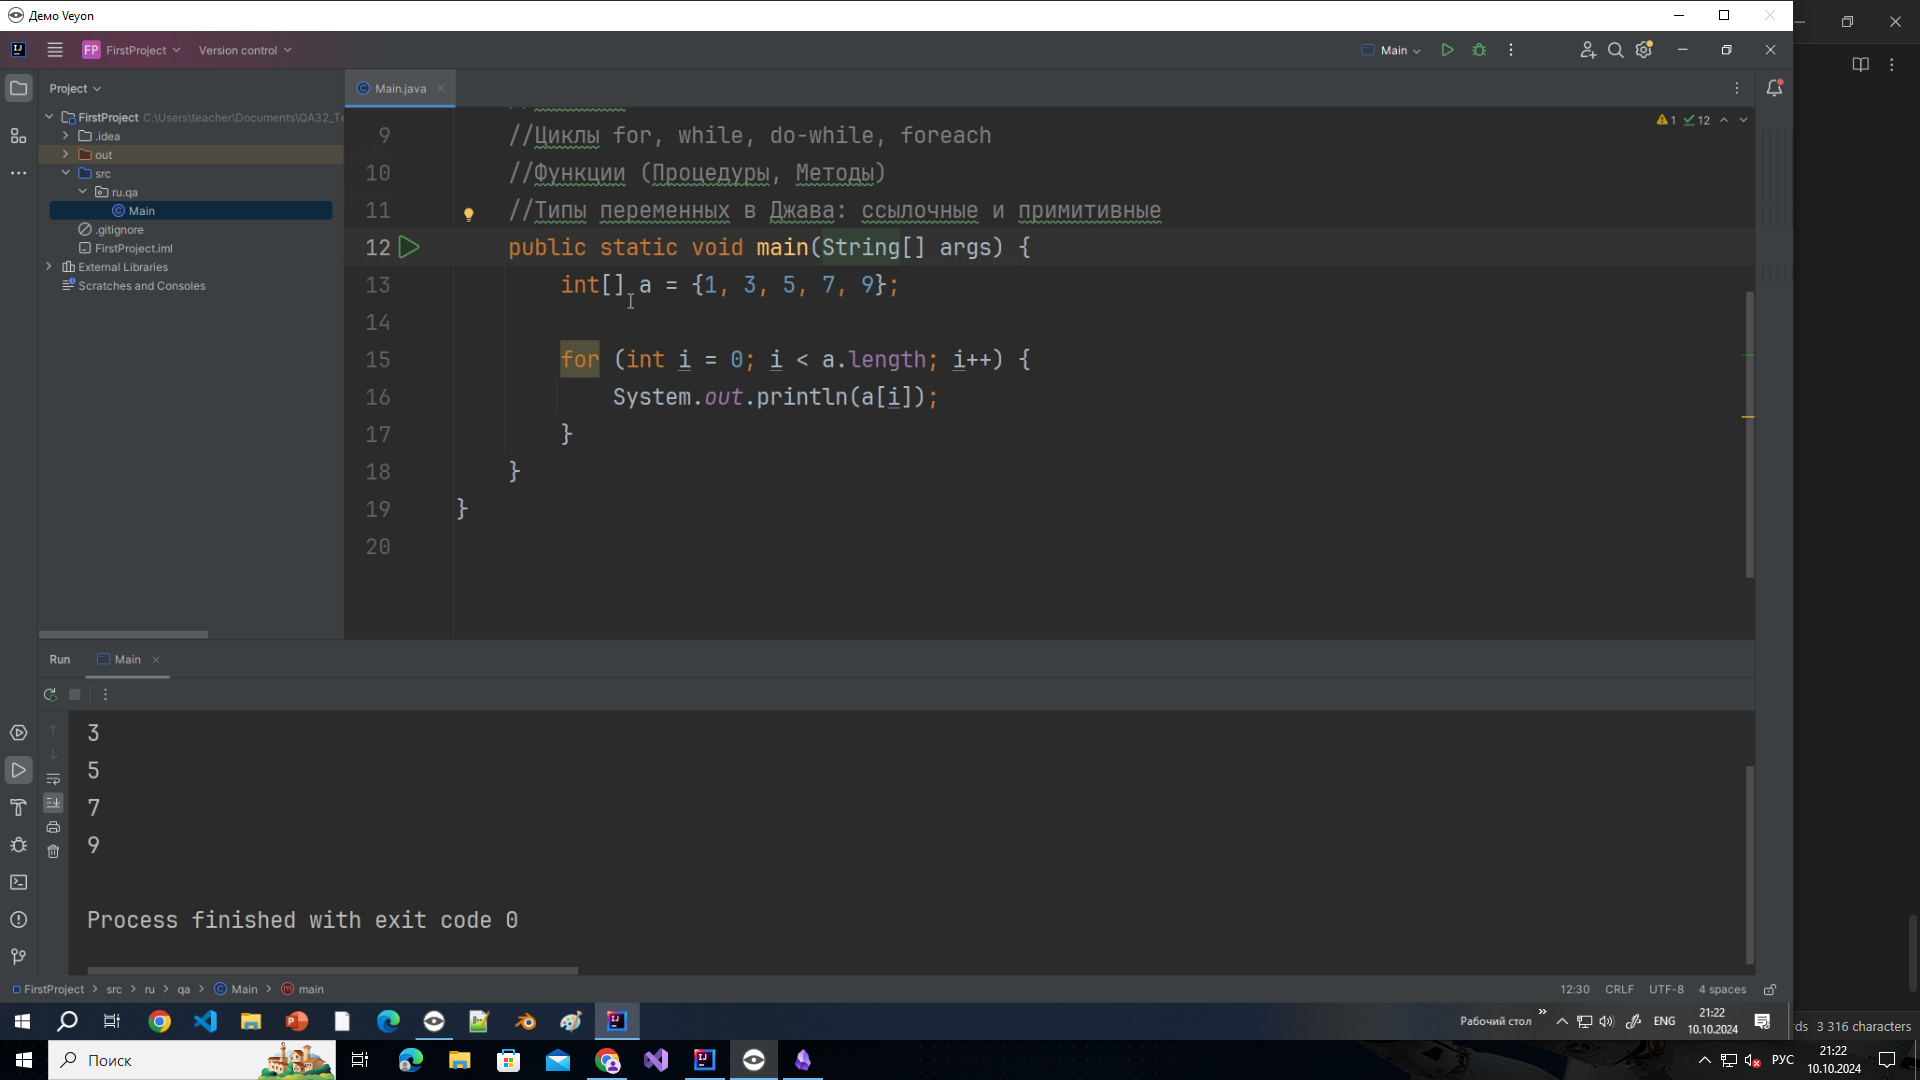 Демо Veyon
FP FirstProject Version control Main
Project
Main.java
FirstProject C:\Users\teacher\Documents\QA32_Te
.idea
out
src
ru.qa
Main
.gitignore
FirstProject.iml
External Libraries
Scratches and Consoles
1 12
9 //Циклы for, while, do-while, foreach
10 //Функции (Процедуры, Методы)
11 //Типы переменных в Джава: ссылочные и примитивные
12 public static void main(String[] args) {
13 int[] a = {1, 3, 5, 7, 9};
14
15 for (int i = 0; i < a.length; i++) {
16 System.out.println(a[i]);
17 }
18 }
19 }
20
Run Main
3
5
7
9
Process finished with exit code 0
FirstProject > src > ru > qa > Main > main
12:30 CRLF UTF-8 4 spaces
Рабочий стол ENG 21:22
10.10.2024
3 316 characters
Поиск
РУС 21:22
10.10.2024